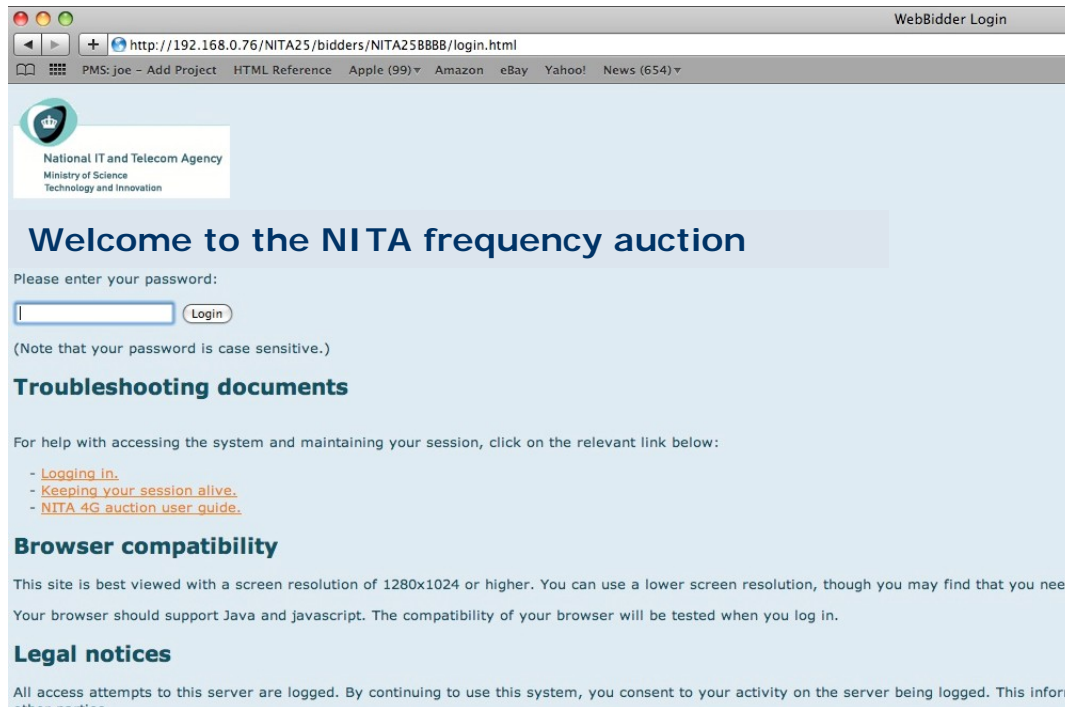 WebBidder Login
http://192.168.0.76/NITA25/bidders/NITA25BBBB/login.html
PMS: joe - Add Project HTML Reference Apple (99) Amazon eBay Yahoo! News (654)
National IT and Telecom Agency
Ministry of Science
Technology and Innovation
Welcome to the NITA frequency auction
Please enter your password:
Login
(Note that your password is case sensitive.)
Troubleshooting documents
For help with accessing the system and maintaining your session, click on the relevant link below:
- Logging in.
- Keeping your session alive.
- NITA 4G auction user guide.
Browser compatibility
This site is best viewed with a screen resolution of 1280x1024 or higher. You can use a lower screen resolution, though you may find that you nee
Your browser should support Java and javascript. The compatibility of your browser will be tested when you log in.
Legal notices
All access attempts to this server are logged. By continuing to use this system, you consent to your activity on the server being logged. This infor